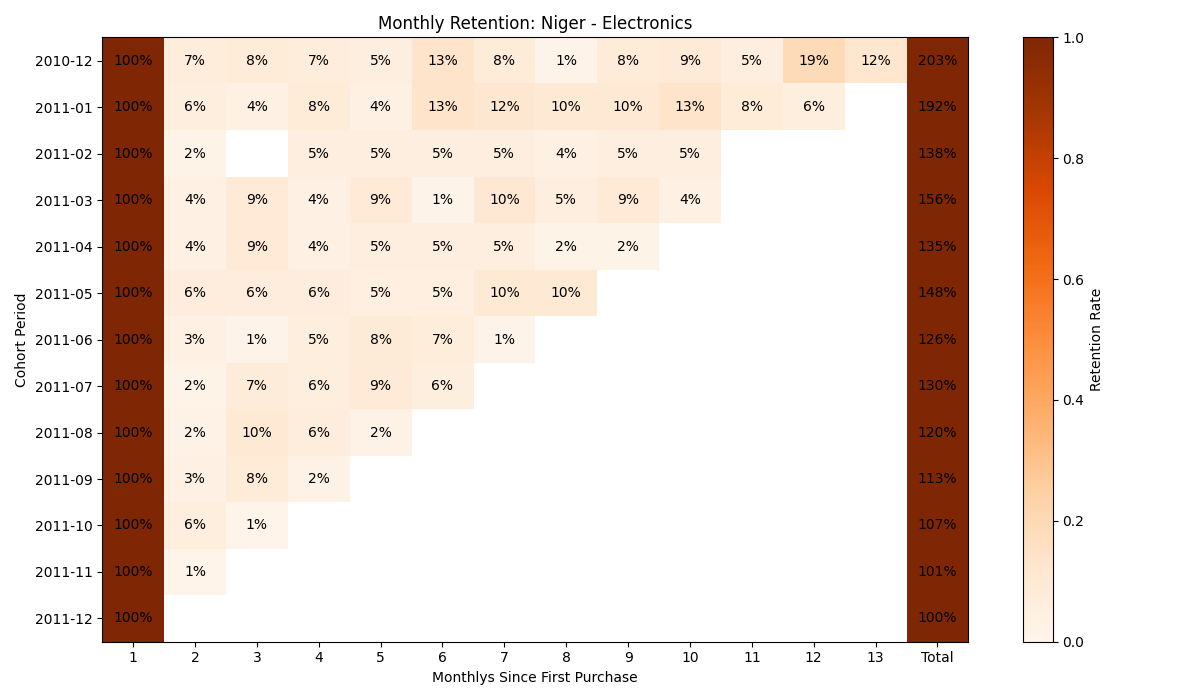 Monthly Retention: Niger - Electronics
2010-12 100% 7% 8% 7% 5% 13% 8% 1% 8% 9% 5% 19% 12% 203%
2011-01 100% 6% 4% 8% 4% 13% 12% 10% 10% 13% 8% 6% 192%
2011-02 100% 2% 5% 5% 5% 5% 4% 5% 5% 138%
2011-03 100% 4% 9% 4% 9% 1% 10% 5% 9% 4% 156%
2011-04 100% 4% 9% 4% 5% 5% 5% 2% 2% 135%
2011-05 100% 6% 6% 6% 5% 5% 10% 10% 148%
2011-06 100% 3% 1% 5% 8% 7% 1% 126%
2011-07 100% 2% 7% 6% 9% 6% 130%
2011-08 100% 2% 10% 6% 2% 120%
2011-09 100% 3% 8% 2% 113%
2011-10 100% 6% 1% 107%
2011-11 100% 1% 101%
2011-12 100% 100%
1 2 3 4 5 6 7 8 9 10 11 12 13 Total
Monthlys Since First Purchase
Cohort Period
1.0
0.8
0.6
0.4
0.2
0.0
Retention Rate